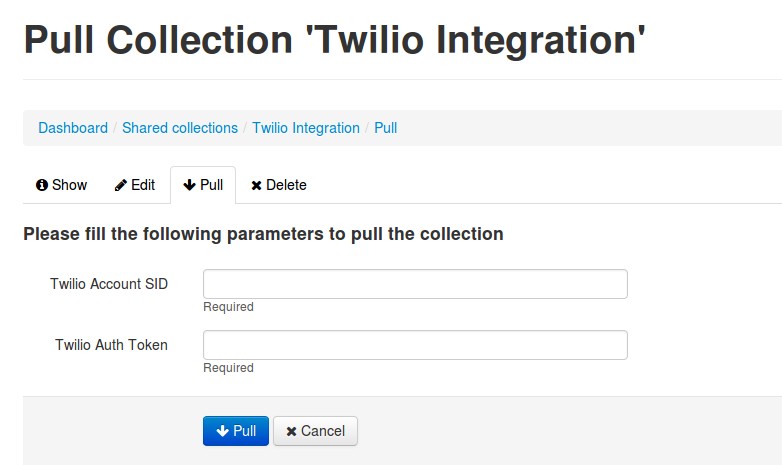 Pull Collection 'Twilio Integration'
Dashboard / Shared collections / Twilio Integration / Pull
Show Edit Pull Delete
Please fill the following parameters to pull the collection
Twilio Account SID
Required
Twilio Auth Token
Required
Pull Cancel